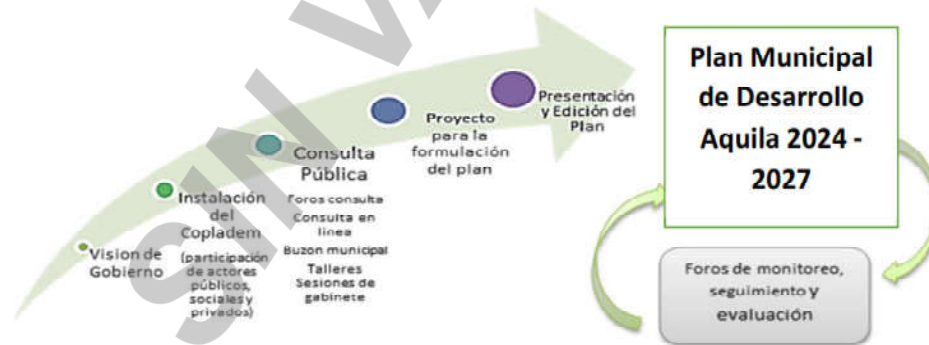 Vision de
Gobierno
Instalación
del
Copladem
(participación
de actores
públicos,
sociales y
privados)
Consulta
Pública
Foros consulta
Consulta en
linea
Buzon municipal
Talleres
Sesiones de
gabinete
Proyecto
para la
formulación
del plan
Presentación
y Edición del
Plan
Plan Municipal
de Desarrollo
Aquila 2024 -
2027
Foros de monitoreo,
seguimiento y
evaluación
SIN VA